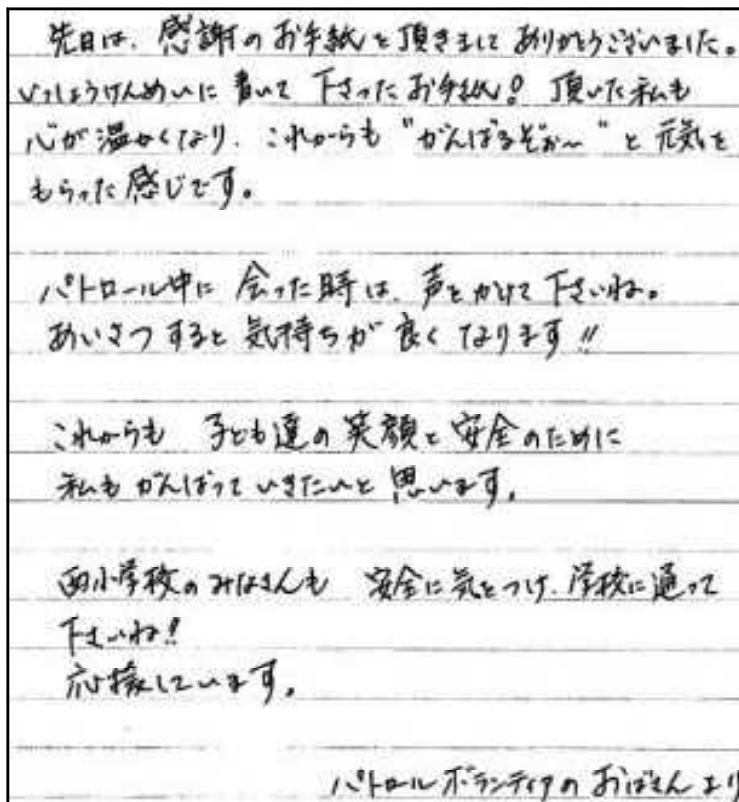 先日は、感謝のお手紙を頂きましてありがとうございました。
いっしょうけんめいに書いて下さったお手紙! 頂いた私も
心が温かくなり、これからも“がんばるぞぉ〜”と元気を
もらった感じです。
パトロール中に会った時は、声をかけて下さいね。
あいさつすると気持ちが良くなります!!
これからも 子ども達の笑顔と安全のために
私もがんばっていきたいと思います。
西小学校のみなさんも 安全に気をつけ、学校に通って
下さいね!
応援しています。
パトロールボランティアのおばさんより